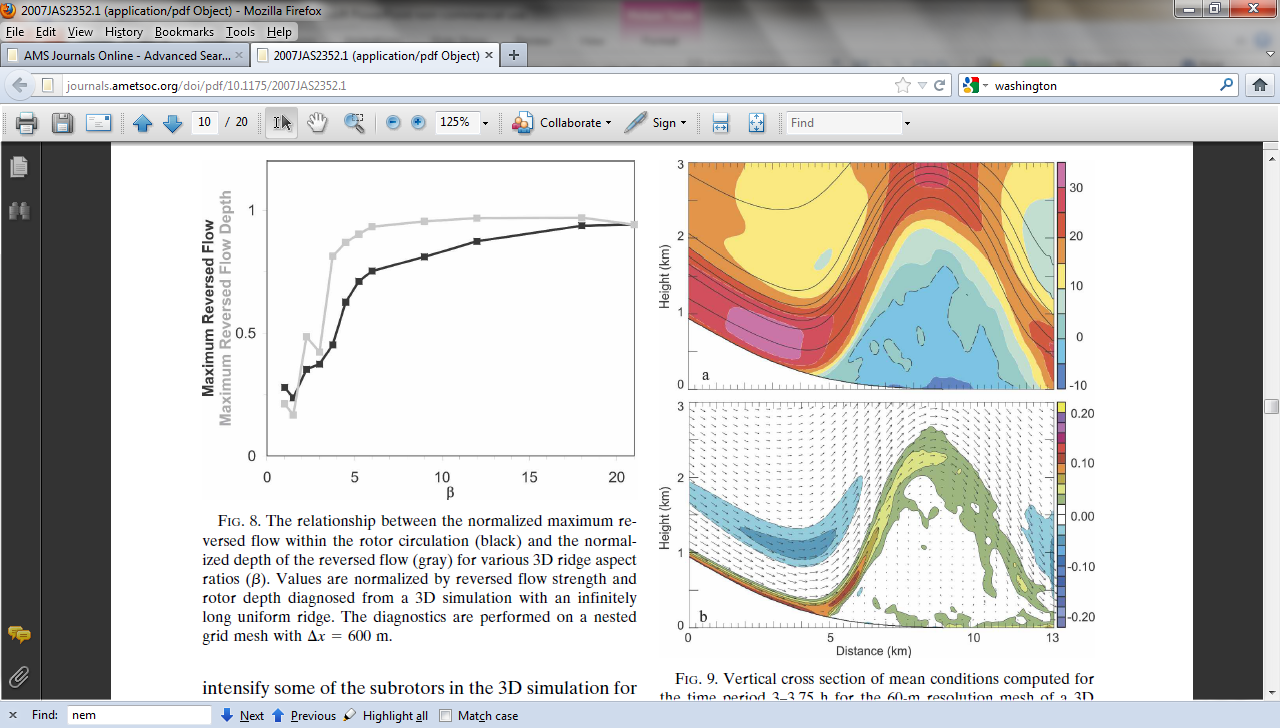 2007JAS2352.1 (application/pdf Object) - Mozilla Firefox
File Edit View History Bookmarks Tools Help
AMS Journals Online - Advanced Sear...
2007JAS2352.1 (application/pdf Object)
journals.ametsoc.org/doi/pdf/10.1175/2007JAS2352.1
washington
10 / 20
125%
Collaborate
Sign
Find
Maximum Reversed Flow
Maximum Reversed Flow Depth
1
0.5
0
0 5 10 15 20
β
FIG. 8. The relationship between the normalized maximum re-
versed flow within the rotor circulation (black) and the normal-
ized depth of the reversed flow (gray) for various 3D ridge aspect
ratios (β). Values are normalized by reversed flow strength and
rotor depth diagnosed from a 3D simulation with an infinitely
long uniform ridge. The diagnostics are performed on a nested
grid mesh with Δx = 600 m.
intensify some of the subrotors in the 3D simulation for
Height (km)
3
2
1
0
a
30
20
10
0
-10
Height (km)
3
2
1
0
b
0.20
0.10
0.00
-0.10
-0.20
0 5 10 13
Distance (km)
FIG. 9. Vertical cross section of mean conditions computed for
the time period 3–3.75 h for the 60-m resolution mesh of a 3D
Find: nem Next Previous Highlight all Match case